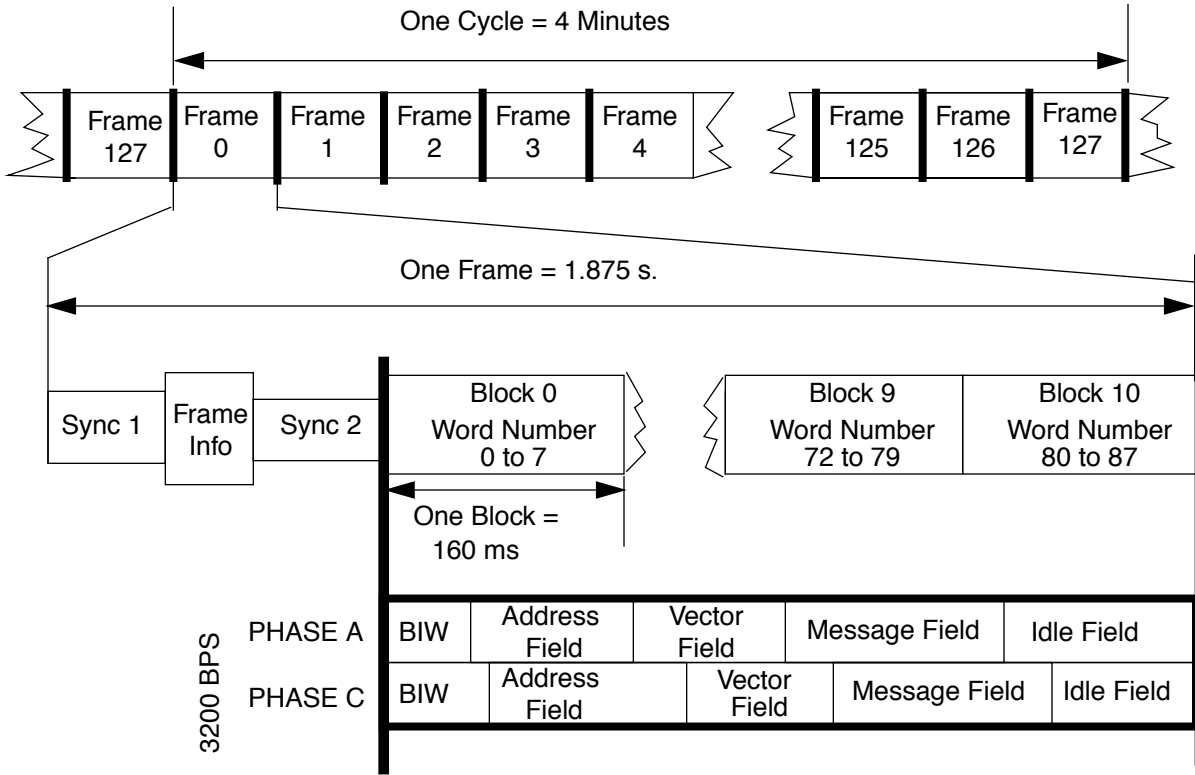 One Cycle = 4 Minutes
Frame 127
Frame 0
Frame 1
Frame 2
Frame 3
Frame 4
Frame 125
Frame 126
Frame 127
One Frame = 1.875 s.
Sync 1
Frame Info
Sync 2
Block 0
Word Number
0 to 7
Block 9
Word Number
72 to 79
Block 10
Word Number
80 to 87
One Block =
160 ms
3200 BPS
PHASE A
BIW
Address
Field
Vector
Field
Message Field
Idle Field
PHASE C
BIW
Address
Field
Vector
Field
Message Field
Idle Field